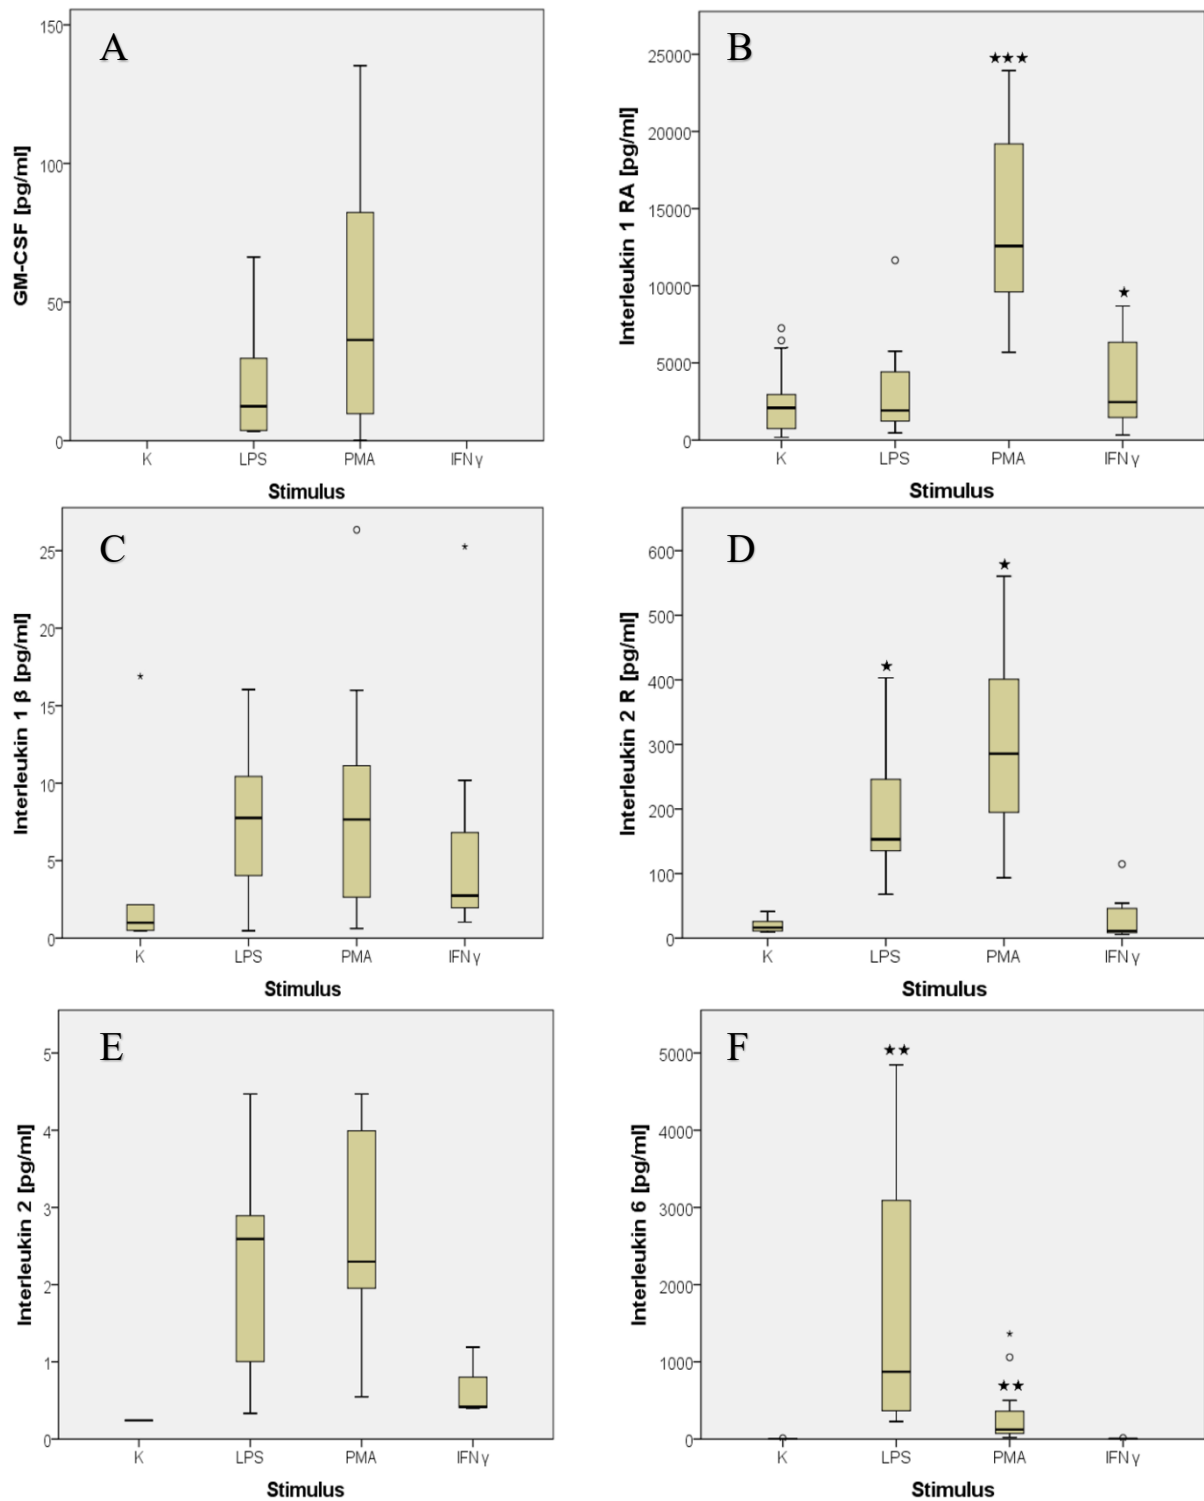 A
GM-CSF [pg/ml]
150
100
50
0
K LPS PMA IFN γ
Stimulus
B
Interleukin 1 RA [pg/ml]
25000
20000
15000
10000
5000
0
★★★
★
K LPS PMA IFN γ
Stimulus
C
Interleukin 1 β [pg/ml]
25
20
15
10
5
0
*
*
K LPS PMA IFN γ
Stimulus
D
Interleukin 2 R [pg/ml]
600
500
400
300
200
100
0
★
★
K LPS PMA IFN γ
Stimulus
E
Interleukin 2 [pg/ml]
5
4
3
2
1
0
K LPS PMA IFN γ
Stimulus
F
Interleukin 6 [pg/ml]
5000
4000
3000
2000
1000
0
★★
*
★★
K LPS PMA IFN γ
Stimulus